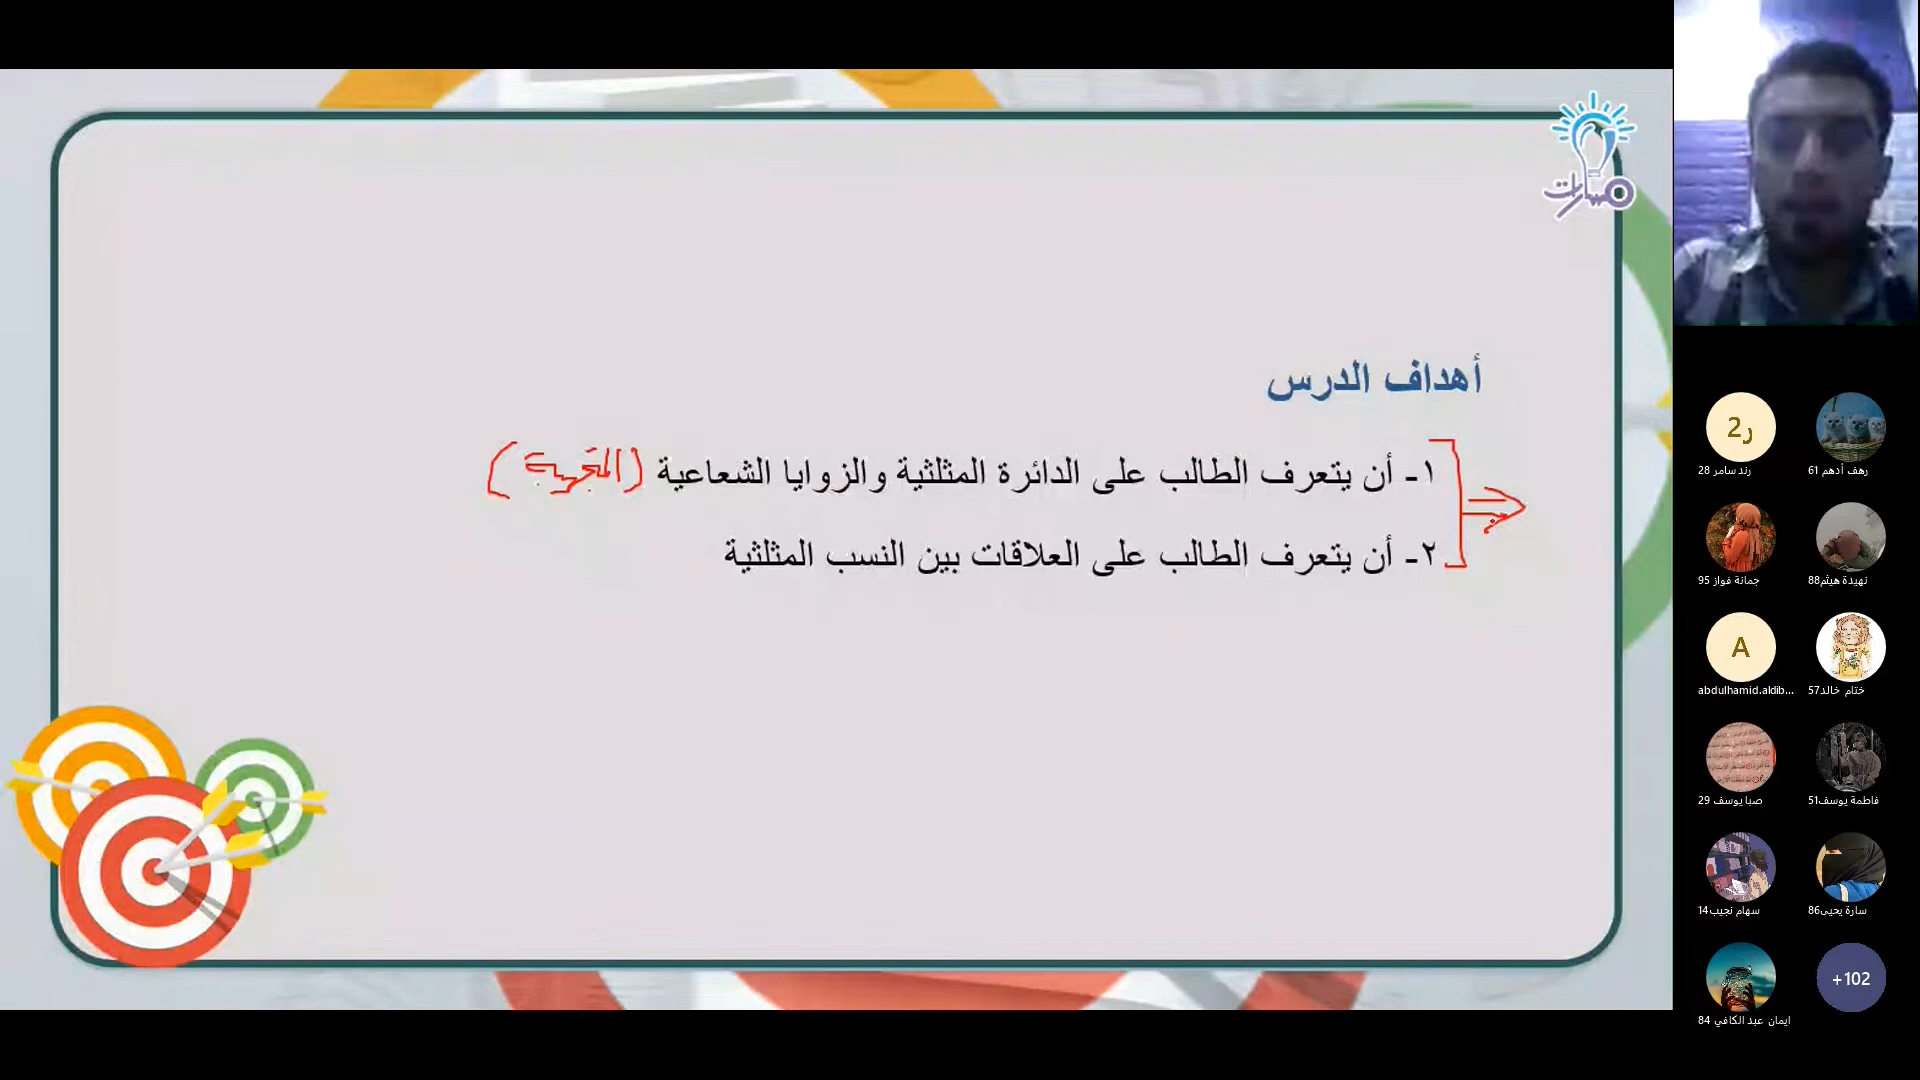 مسارات
أهداف الدرس
١- أن يتعرف الطالب على الدائرة المثلثية والزوايا الشعاعية
٢- أن يتعرف الطالب على العلاقات بين النسب المثلثية
ر2
رند سامر 28
رهف أدهم 61
جمانة فواز 95
نهيدة هيثم88
A
abdulhamid.aldib...
ختام خالد57
صبا يوسف 29
فاطمة يوسف51
سهام نجيب14
سارة يحيى86
ايمان عبد الكافي 84
+102